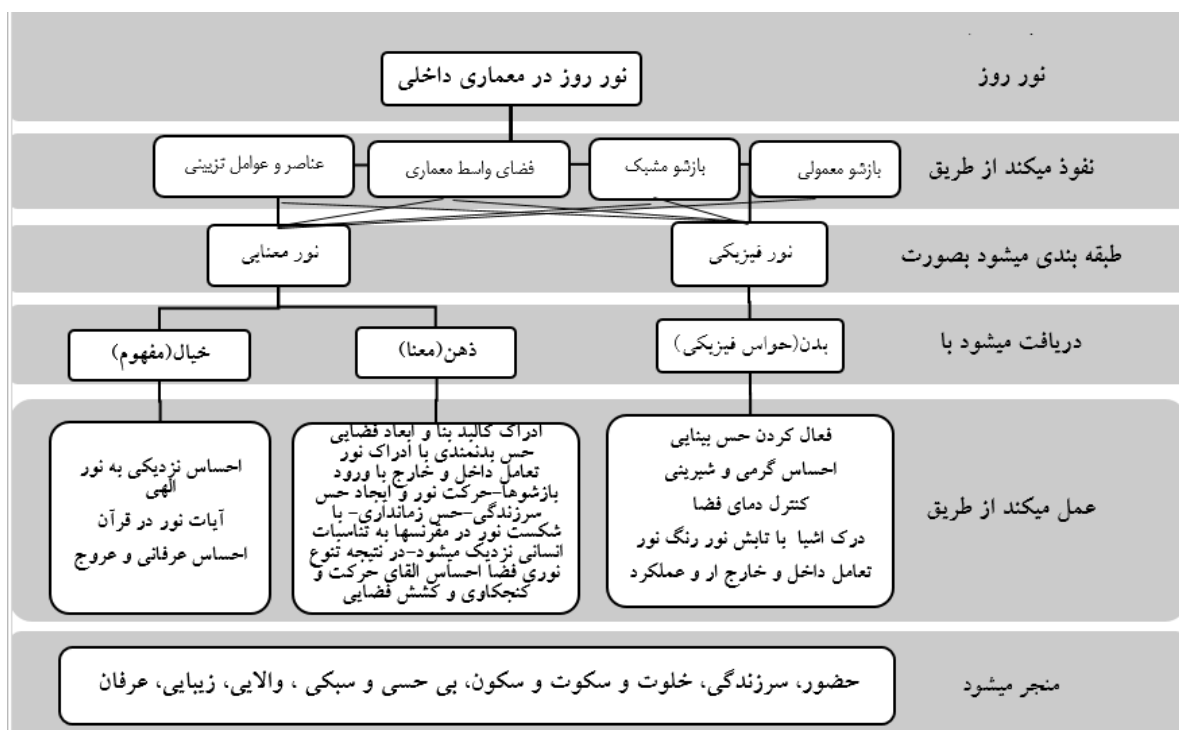 نور روز
نور روز در معماری داخلی
نفوذ میکند از طریق
بازشو معمولی
بازشو مشبک
فضای واسط معماری
عناصر و عوامل تزیینی
طبقه بندی میشود بصورت
نور فیزیکی
نور معنایی
دریافت میشود با
بدن(حواس فیزیکی)
ذهن(معنا)
خیال(مفهوم)
عمل میکند از طریق
فعال کردن حس بینایی
احساس گرمی و شیرینی
کنترل دمای فضا
درک اشیا با تابش نور رنگ نور
تعامل داخل و خارج از و عملکرد
ادراک کالبد بنا و ابعاد فضایی
حس بدنمندی با ادراک نور
تعامل داخل و خارج با ورود
بازشوها-حرکت نور و ایجاد حس
سرزندگی-حس زمانداری- با
شکست نور در مقرنسها به تناسبات
انسانی نزدیک میشود-در نتیجه تنوع
نوری فضا احساس القای حرکت و
کنجکاوی و کشش فضایی
احساس نزدیکی به نور
الهی
آیات نور در قرآن
احساس عرفانی و عروج
منجر میشود
حضور، سرزندگی، خلوت و سکوت و سکون، بی حسی و سبکی ، والایی، زیبایی، عرفان